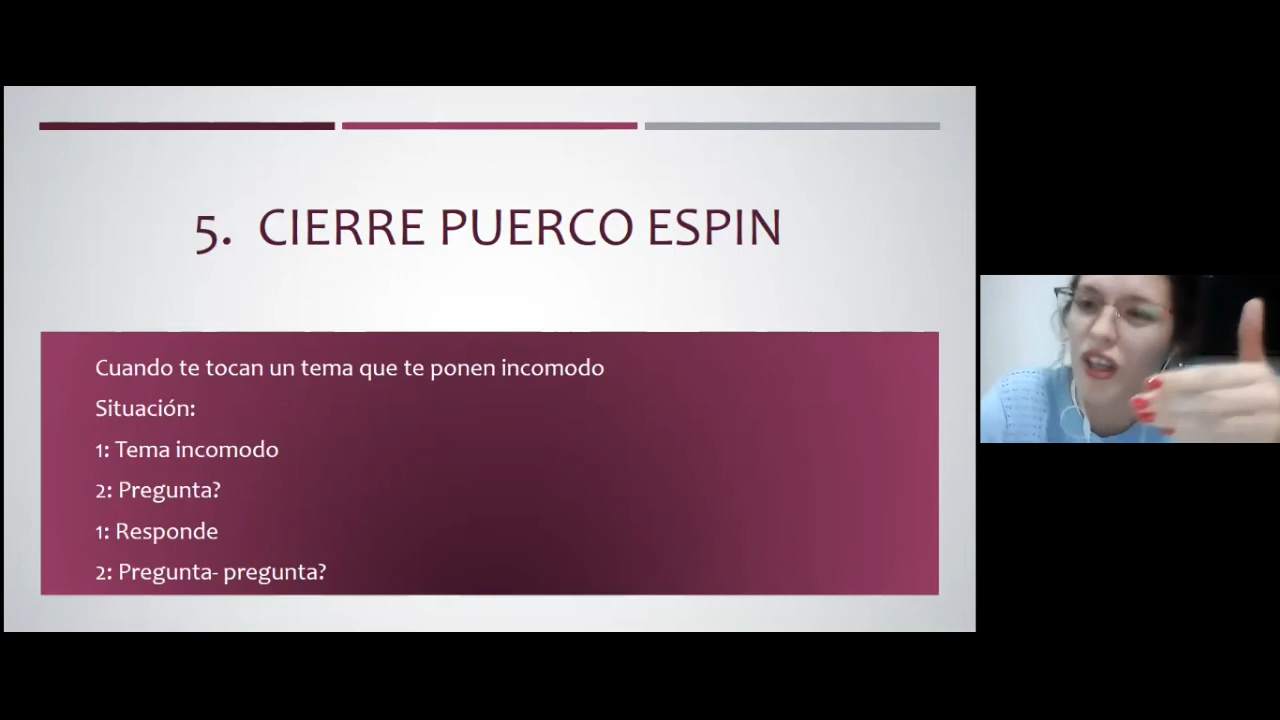 5. CIERRE PUERCO ESPIN
Cuando te tocan un tema que te ponen incomodo
Situación:
1: Tema incomodo
2: Pregunta?
1: Responde
2: Pregunta- pregunta?